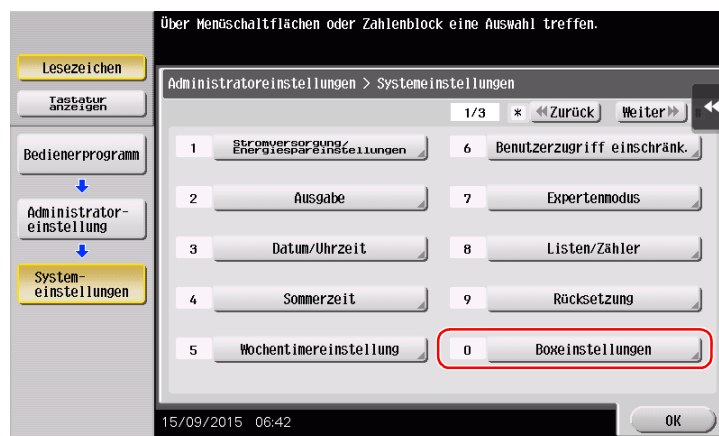 Über Menüschaltflächen oder Zahlenblock eine Auswahl treffen.
Lesezeichen
Tastatur
anzeigen
Bedienerprogramm
Administrator-
einstellung
System-
einstellungen
Administratoreinstellungen > Systemeinstellungen
1/3 * Zurück Weiter
1 Stromversorgung/
Energiespareinstellungen
6 Benutzerzugriff einschränk.
2 Ausgabe
7 Expertenmodus
3 Datum/Uhrzeit
8 Listen/Zähler
4 Sommerzeit
9 Rücksetzung
5 Wochentimereinstellung
0 Boxeinstellungen
15/09/2015 06:42
OK